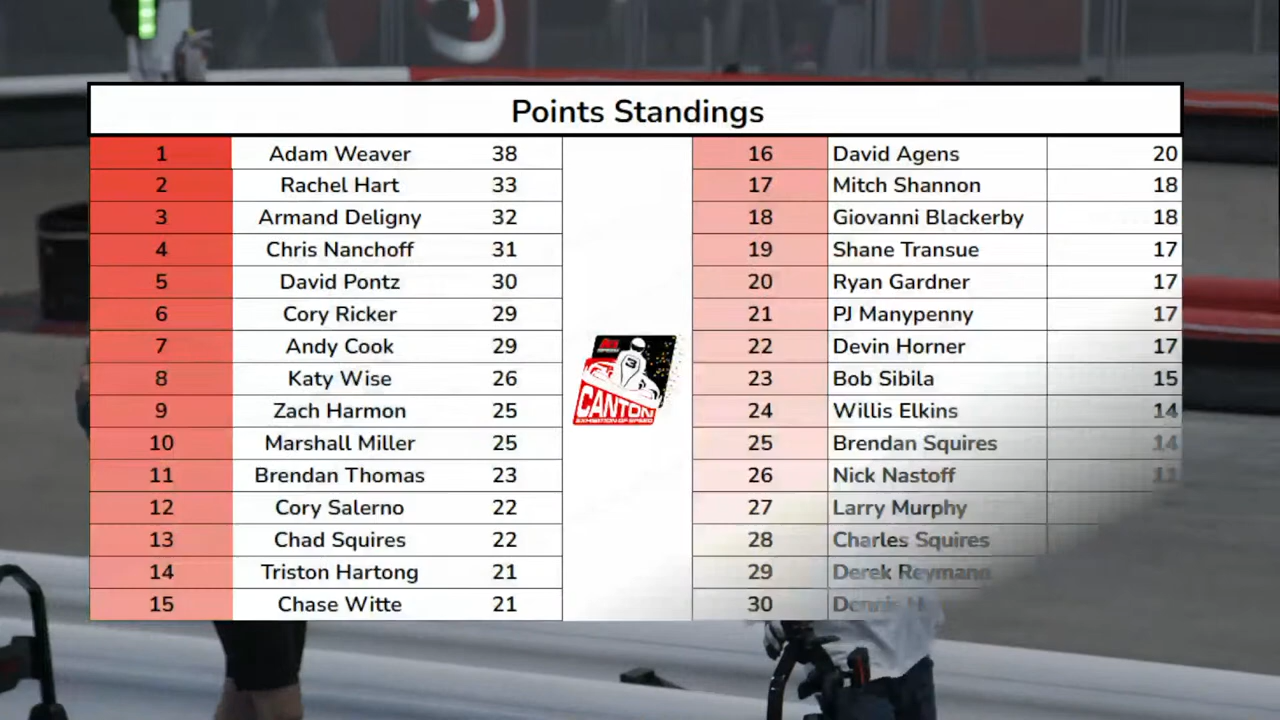 Points Standings
1 Adam Weaver 38
2 Rachel Hart 33
3 Armand Deligny 32
4 Chris Nanchoff 31
5 David Pontz 30
6 Cory Ricker 29
7 Andy Cook 29
8 Katy Wise 26
9 Zach Harmon 25
10 Marshall Miller 25
11 Brendan Thomas 23
12 Cory Salerno 22
13 Chad Squires 22
14 Triston Hartong 21
15 Chase Witte 21
3
CANTON
EXHIBITION OF SPEED
16 David Agens 20
17 Mitch Shannon 18
18 Giovanni Blackerby 18
19 Shane Transue 17
20 Ryan Gardner 17
21 PJ Manypenny 17
22 Devin Horner 17
23 Bob Sibila 15
24 Willis Elkins 14
25 Brendan Squires 14
26 Nick Nastoff 11
27 Larry Murphy
28 Charles Squires
29 Derek Reymann
30 Dennis